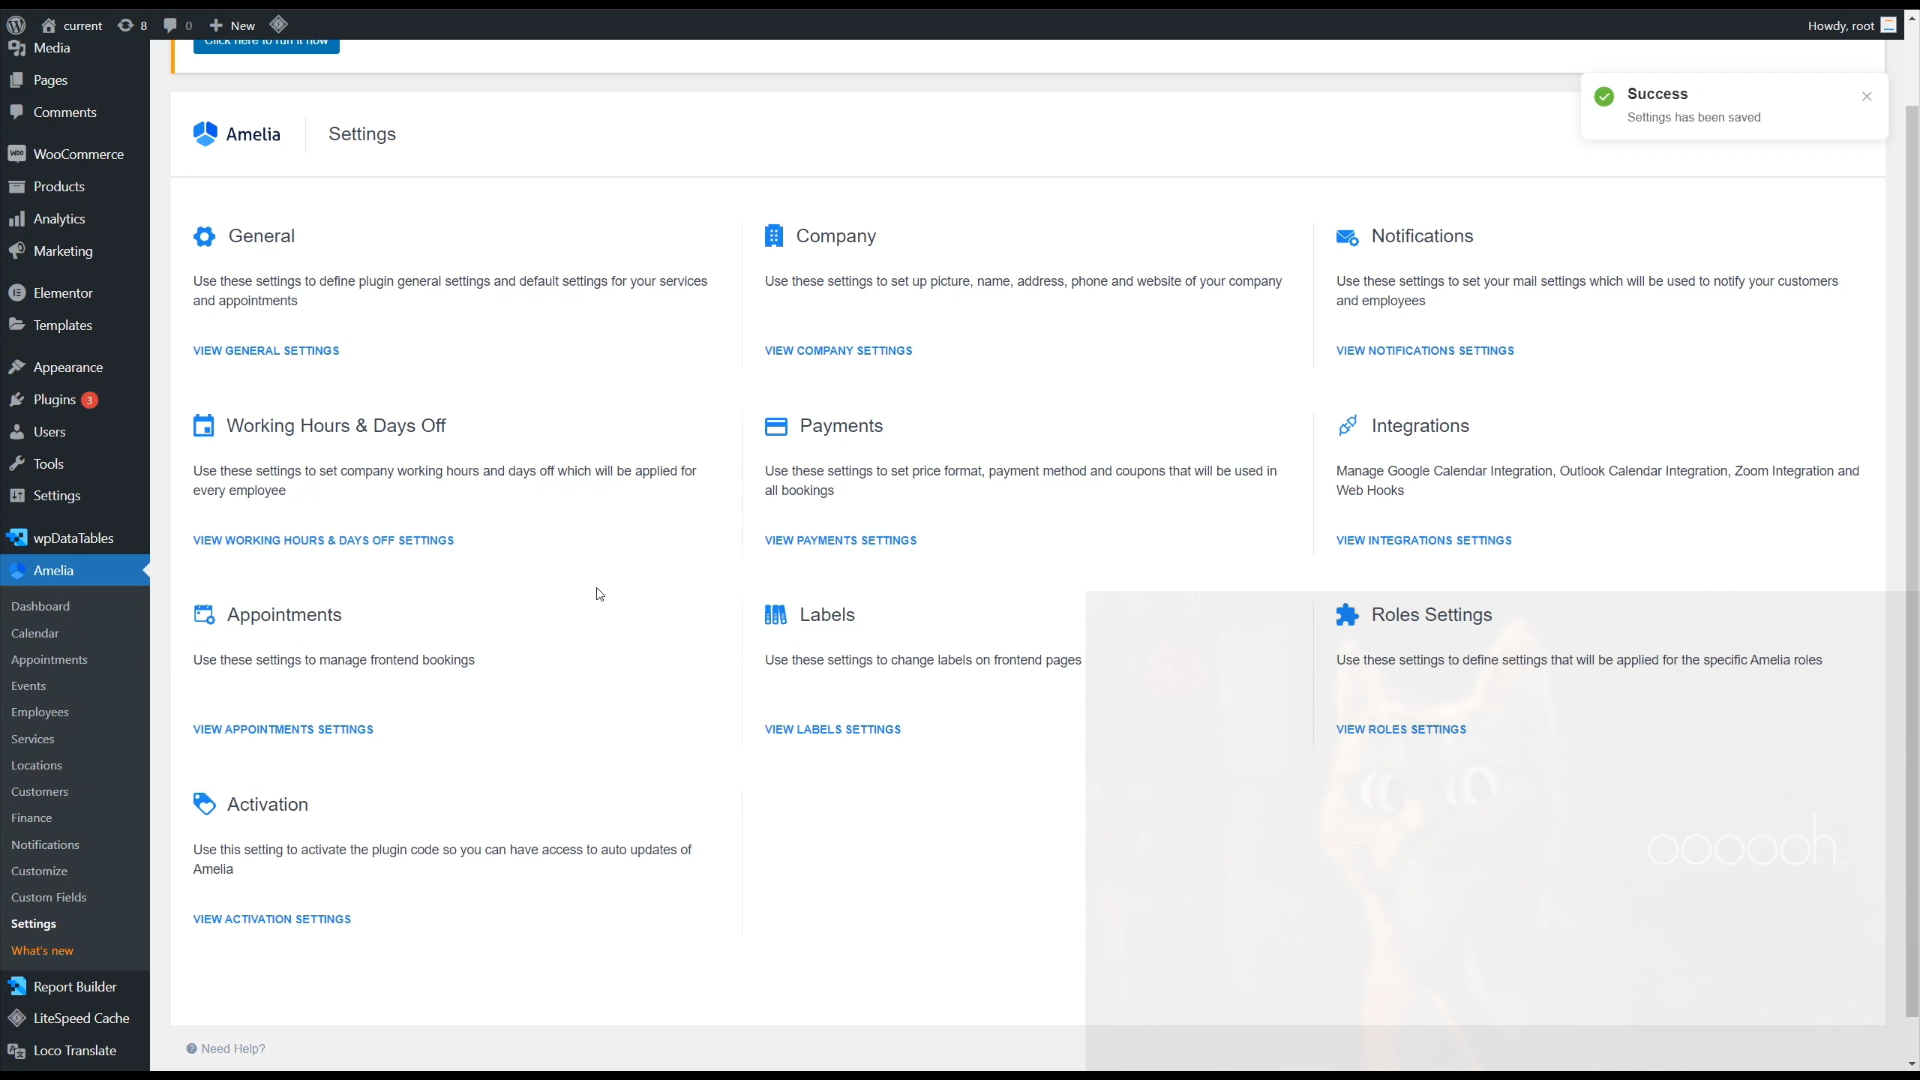 current
8
0
New
Howdy, root
Media
Pages
Comments
WooCommerce
Products
Analytics
Marketing
Elementor
Templates
Appearance
Plugins 3
Users
Tools
Settings
wpDataTables
Amelia
Dashboard
Calendar
Appointments
Events
Employees
Services
Locations
Customers
Finance
Notifications
Customize
Custom Fields
Settings
What's new
Report Builder
LiteSpeed Cache
Loco Translate
Click here to run it now
Success
Settings has been saved
Amelia
Settings
General
Use these settings to define plugin general settings and default settings for your services
and appointments
VIEW GENERAL SETTINGS
Company
Use these settings to set up picture, name, address, phone and website of your company
VIEW COMPANY SETTINGS
Notifications
Use these settings to set your mail settings which will be used to notify your customers
and employees
VIEW NOTIFICATIONS SETTINGS
Working Hours & Days Off
Use these settings to set company working hours and days off which will be applied for
every employee
VIEW WORKING HOURS & DAYS OFF SETTINGS
Payments
Use these settings to set price format, payment method and coupons that will be used in
all bookings
VIEW PAYMENTS SETTINGS
Integrations
Manage Google Calendar Integration, Outlook Calendar Integration, Zoom Integration and
Web Hooks
VIEW INTEGRATIONS SETTINGS
Appointments
Use these settings to manage frontend bookings
VIEW APPOINTMENTS SETTINGS
Labels
Use these settings to change labels on frontend pages
VIEW LABELS SETTINGS
Roles Settings
Use these settings to define settings that will be applied for the specific Amelia roles
VIEW ROLES SETTINGS
Activation
Use this setting to activate the plugin code so you can have access to auto updates of
Amelia
VIEW ACTIVATION SETTINGS
oooooh...
Need Help?